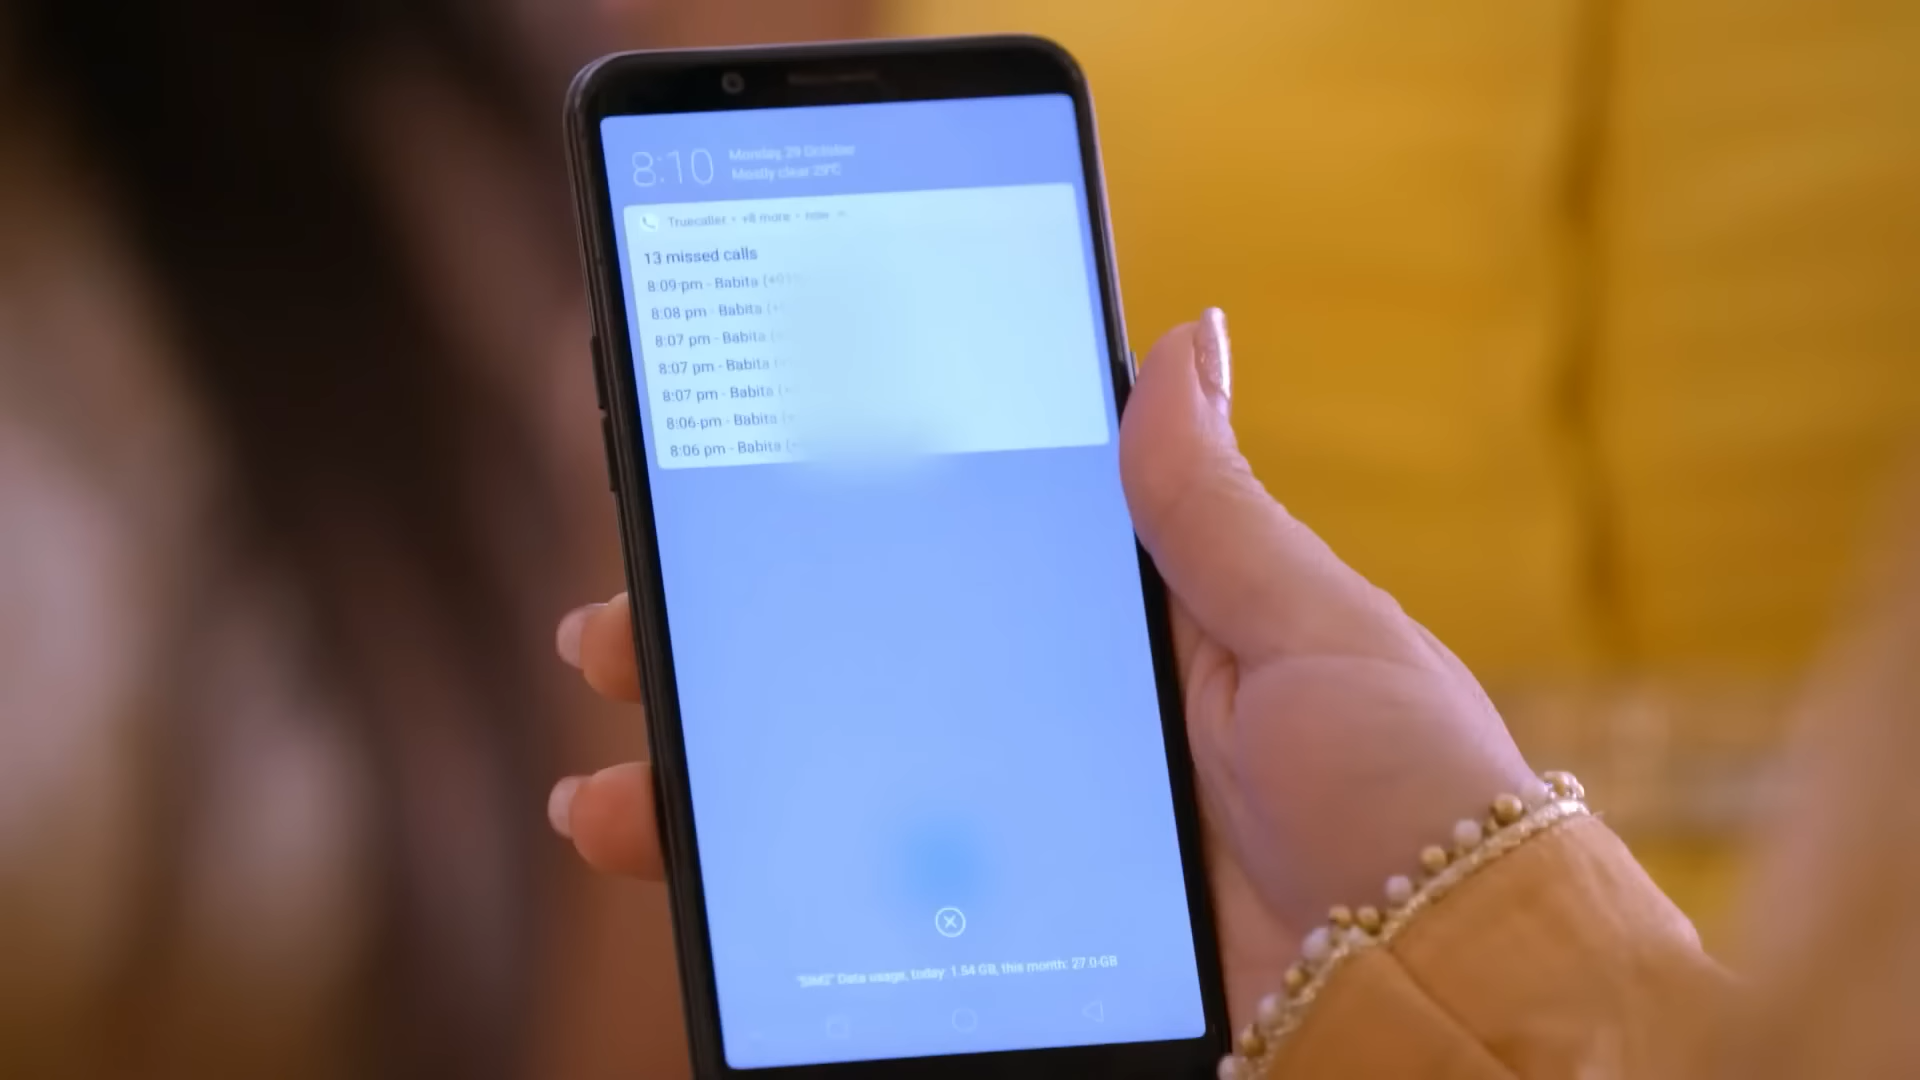 8:10
Monday, 29 October
Mostly clear 29°C
Truecaller • +8 more • now
13 missed calls
8:09 pm - Babita (+91
8:08 pm - Babita (+
8:07 pm - Babita (
8:07 pm - Babita (
8:07 pm - Babita (
8:06 pm - Babita (
8:06 pm - Babita (
"SIM2" Data usage, today: 1.54 GB, this month: 27.0 GB